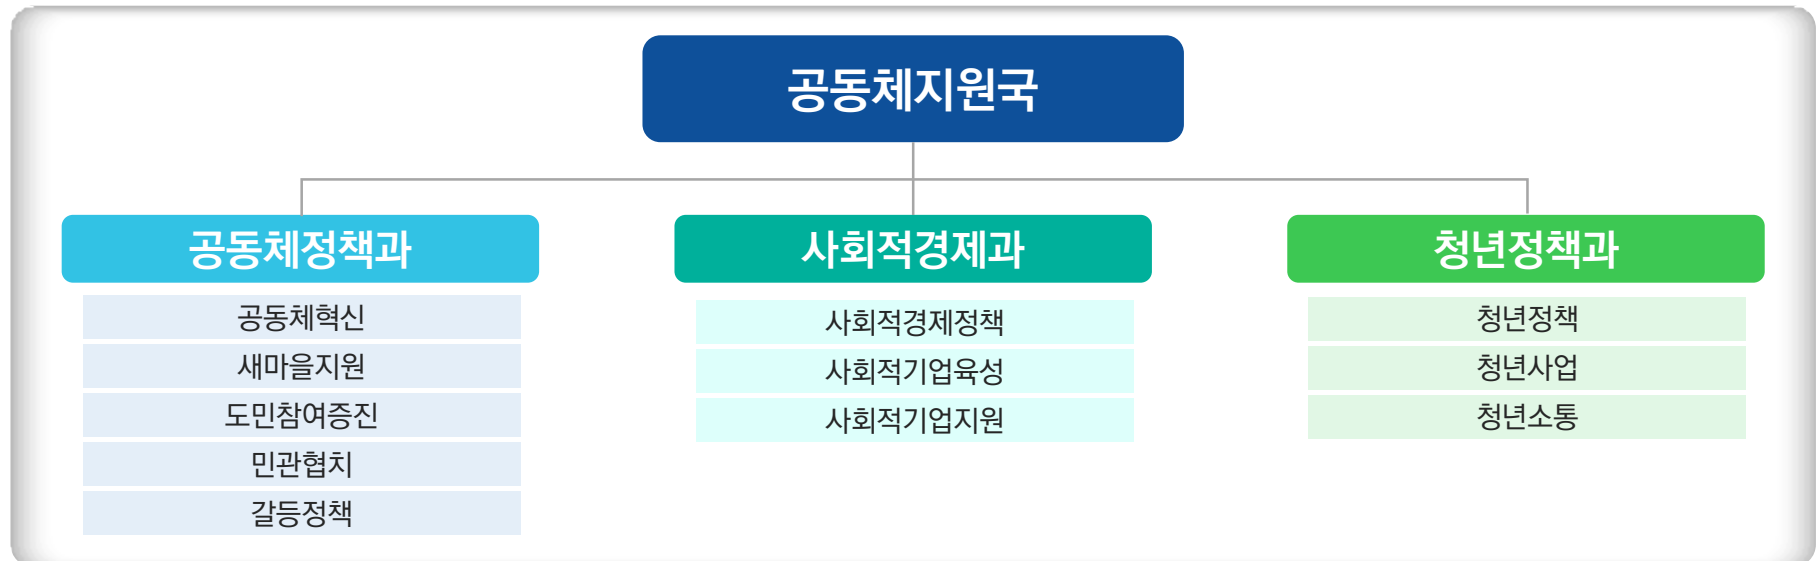 공동체지원국
공동체정책과
공동체혁신
새마을지원
도민참여증진
민관협치
갈등정책
사회적경제과
사회적경제정책
사회적기업육성
사회적기업지원
청년정책과
청년정책
청년사업
청년소통